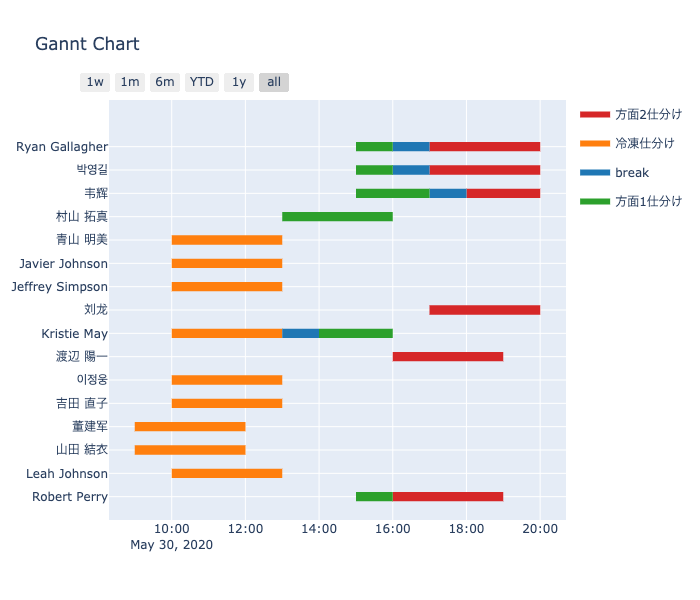 Gannt Chart
1w 1m 6m YTD 1y all
方面2仕分け
冷凍仕分け
break
方面1仕分け
Ryan Gallagher
박영길
韦辉
村山 拓真
青山 明美
Javier Johnson
Jeffrey Simpson
刘龙
Kristie May
渡辺 陽一
이정웅
吉田 直子
董建军
山田 結衣
Leah Johnson
Robert Perry
10:00 12:00 14:00 16:00 18:00 20:00
May 30, 2020